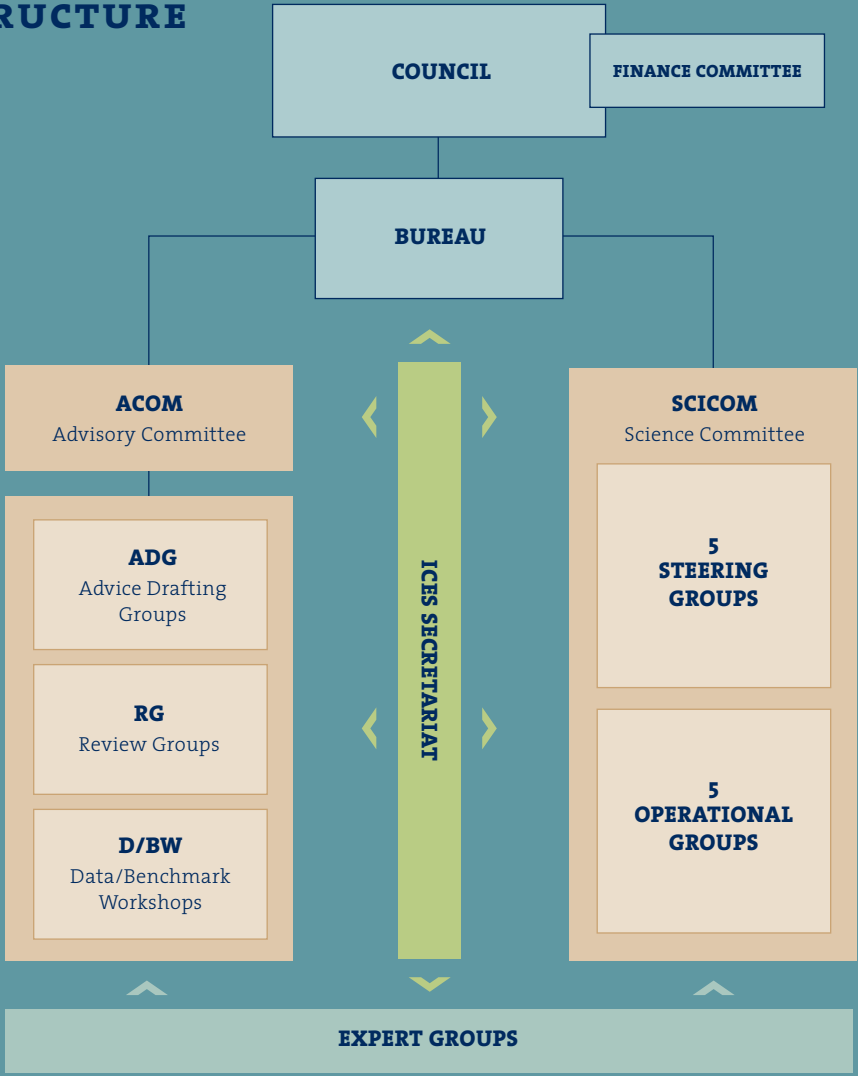 RUCTURE
COUNCIL
FINANCE COMMITTEE
BUREAU
ACOM
Advisory Committee
SCICOM
Science Committee
ADG
Advice Drafting
Groups
RG
Review Groups
D/BW
Data/Benchmark
Workshops
ICES SECRETARIAT
5
STEERING
GROUPS
5
OPERATIONAL
GROUPS
EXPERT GROUPS